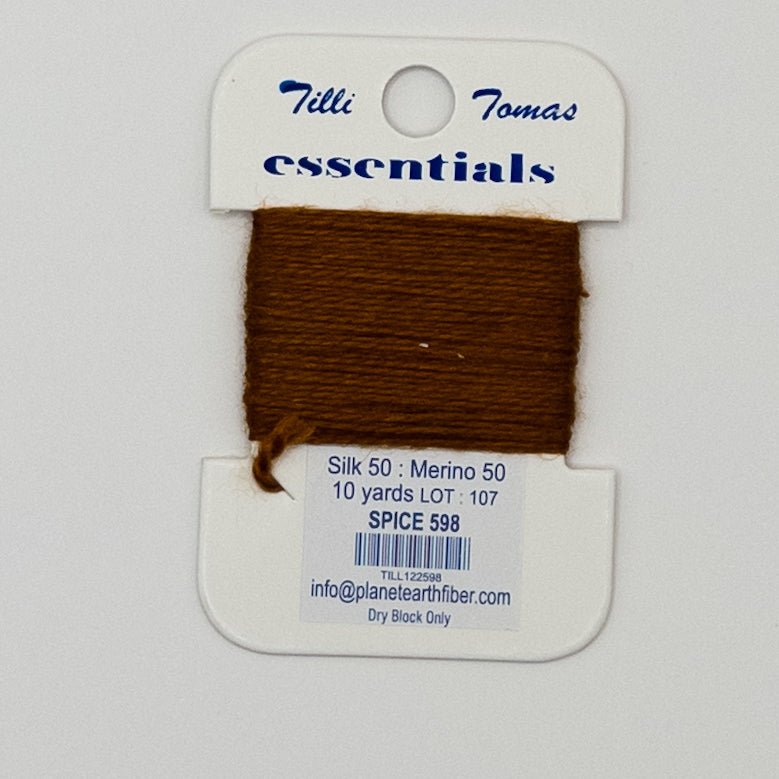 Tilli Tomas
essentials
Silk 50 : Merino 50
10 yards LOT : 107
SPICE 598
TILL122598
info@planetearthfiber.com
Dry Block Only